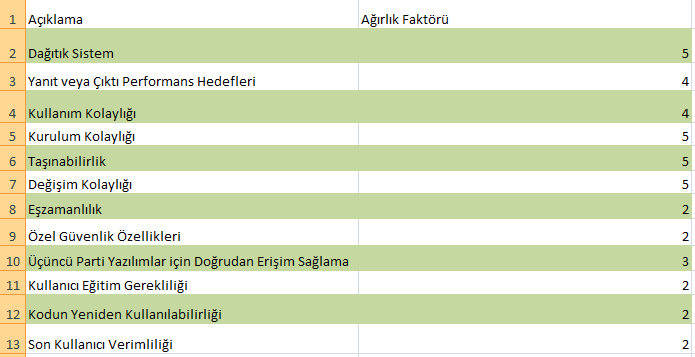 1 Açıklama Ağırlık Faktörü
2 Dağıtık Sistem 5
3 Yanıt veya Çıktı Performans Hedefleri 4
4 Kullanım Kolaylığı 4
5 Kurulum Kolaylığı 5
6 Taşınabilirlik 5
7 Değişim Kolaylığı 5
8 Eşzamanlılık 2
9 Özel Güvenlik Özellikleri 2
10 Üçüncü Parti Yazılımlar için Doğrudan Erişim Sağlama 3
11 Kullanıcı Eğitim Gerekliliği 2
12 Kodun Yeniden Kullanılabilirliği 2
13 Son Kullanıcı Verimliliği 2